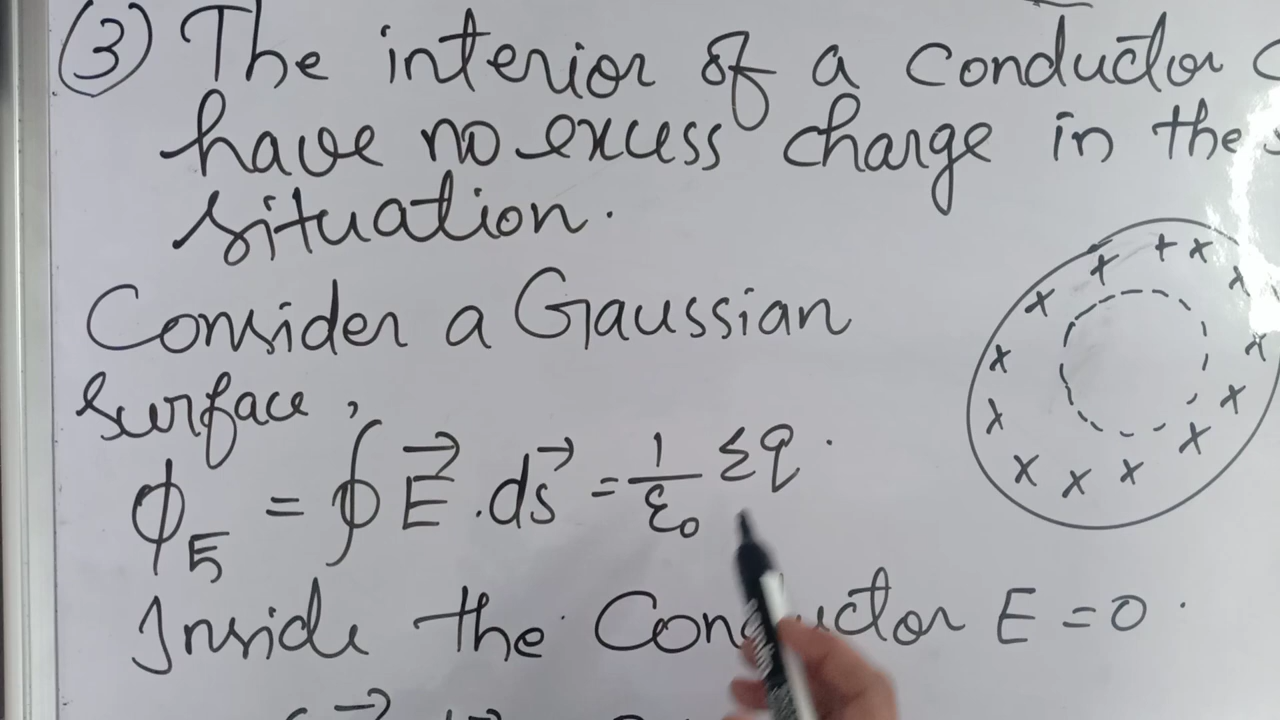 ③ The interior of a conductor
have no excess charge in the
situation.
Consider a Gaussian
surface,
ϕ_E = ∮ E⃗ . ds⃗ = 1/ε₀ Σq .
Inside the Conductor E = 0 .